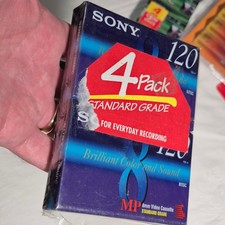 SONY
120
4 Pack
STANDARD GRADE
FOR EVERYDAY RECORDING
120
Brilliant Color and Sound
8
MP 8mm Video Cassette
STANDARD GRADE